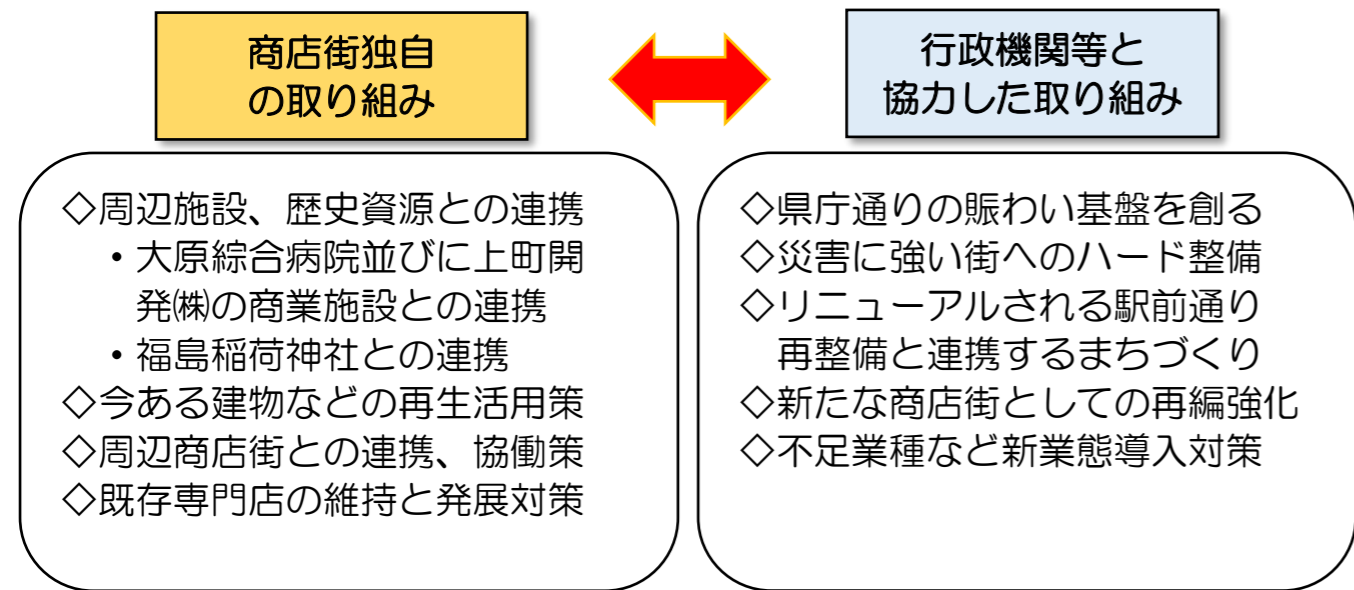 商店街独自
の取り組み
行政機関等と
協力した取り組み
◇周辺施設、歴史資源との連携
・大原綜合病院並びに上町開
発㈱の商業施設との連携
・福島稲荷神社との連携
◇今ある建物などの再生活用策
◇周辺商店街との連携、協働策
◇既存専門店の維持と発展対策
◇県庁通りの賑わい基盤を創る
◇災害に強い街へのハード整備
◇リニューアルされる駅前通り
再整備と連携するまちづくり
◇新たな商店街としての再編強化
◇不足業種など新業態導入対策